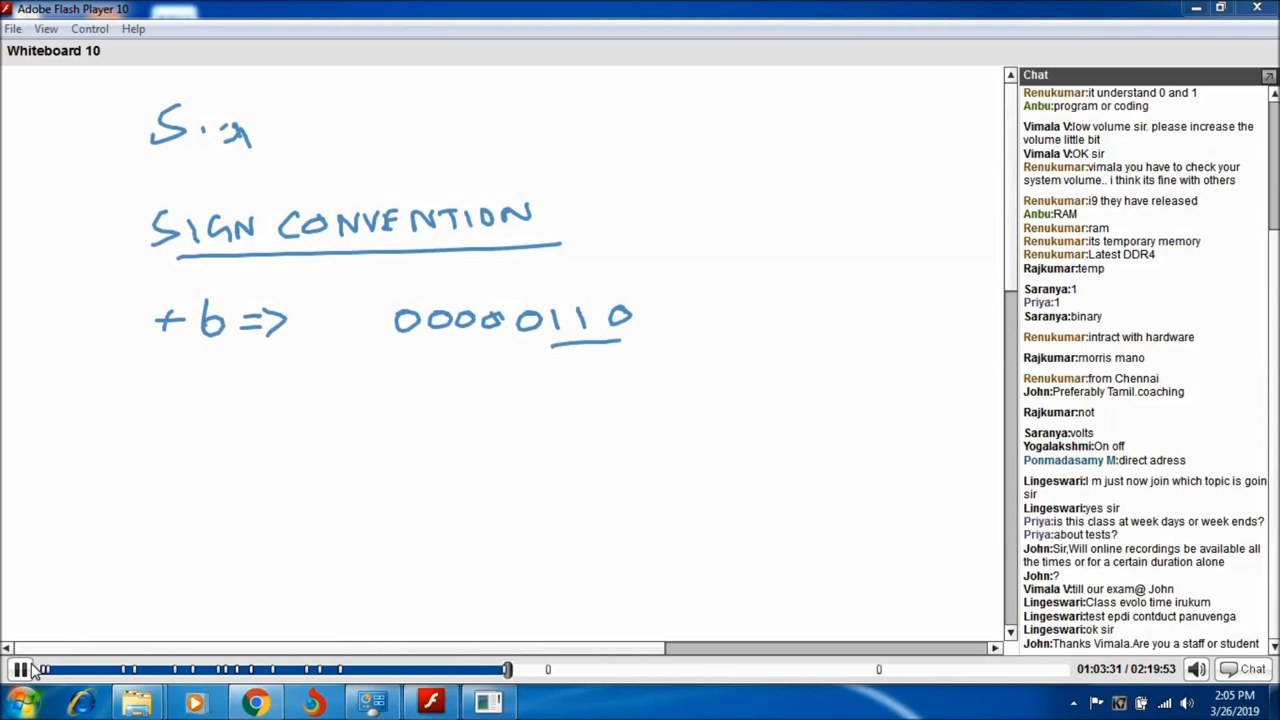 Adobe Flash Player 10
File View Control Help
Whiteboard 10
SIGN CONVENTION
+ 6 => 00000110
Chat
Renukumar:it understand 0 and 1
Anbu:program or coding
Vimala V:low volume sir. please increase the
volume little bit
Vimala V:OK sir
Renukumar:vimala you have to check your
system volume.. i think its fine with others
Renukumar:i9 they have released
Anbu:RAM
Renukumar:ram
Renukumar:its temporary memory
Renukumar:Latest DDR4
Rajkumar:temp
Saranya:1
Priya:1
Saranya:binary
Renukumar:intract with hardware
Rajkumar:morris mano
Renukumar:from Chennai
John:Preferably Tamil.coaching
Rajkumar:not
Saranya:volts
Yogalakshmi:On off
Ponmadasamy M:direct adress
Lingeswari:I m just now join which topic is goin
sir
Lingeswari:yes sir
Priya:is this class at week days or week ends?
Priya:about tests?
John:Sir,Will online recordings be available all
the times or for a certain duration alone
John:?
Vimala V:till our exam@ John
Lingeswari:Class evolo time irukum
Lingeswari:test epdi contduct panuvenga
Lingeswari:ok sir
John:Thanks Vimala.Are you a staff or student
01:03:31 / 02:19:53 Chat
2:05 PM
3/26/2019